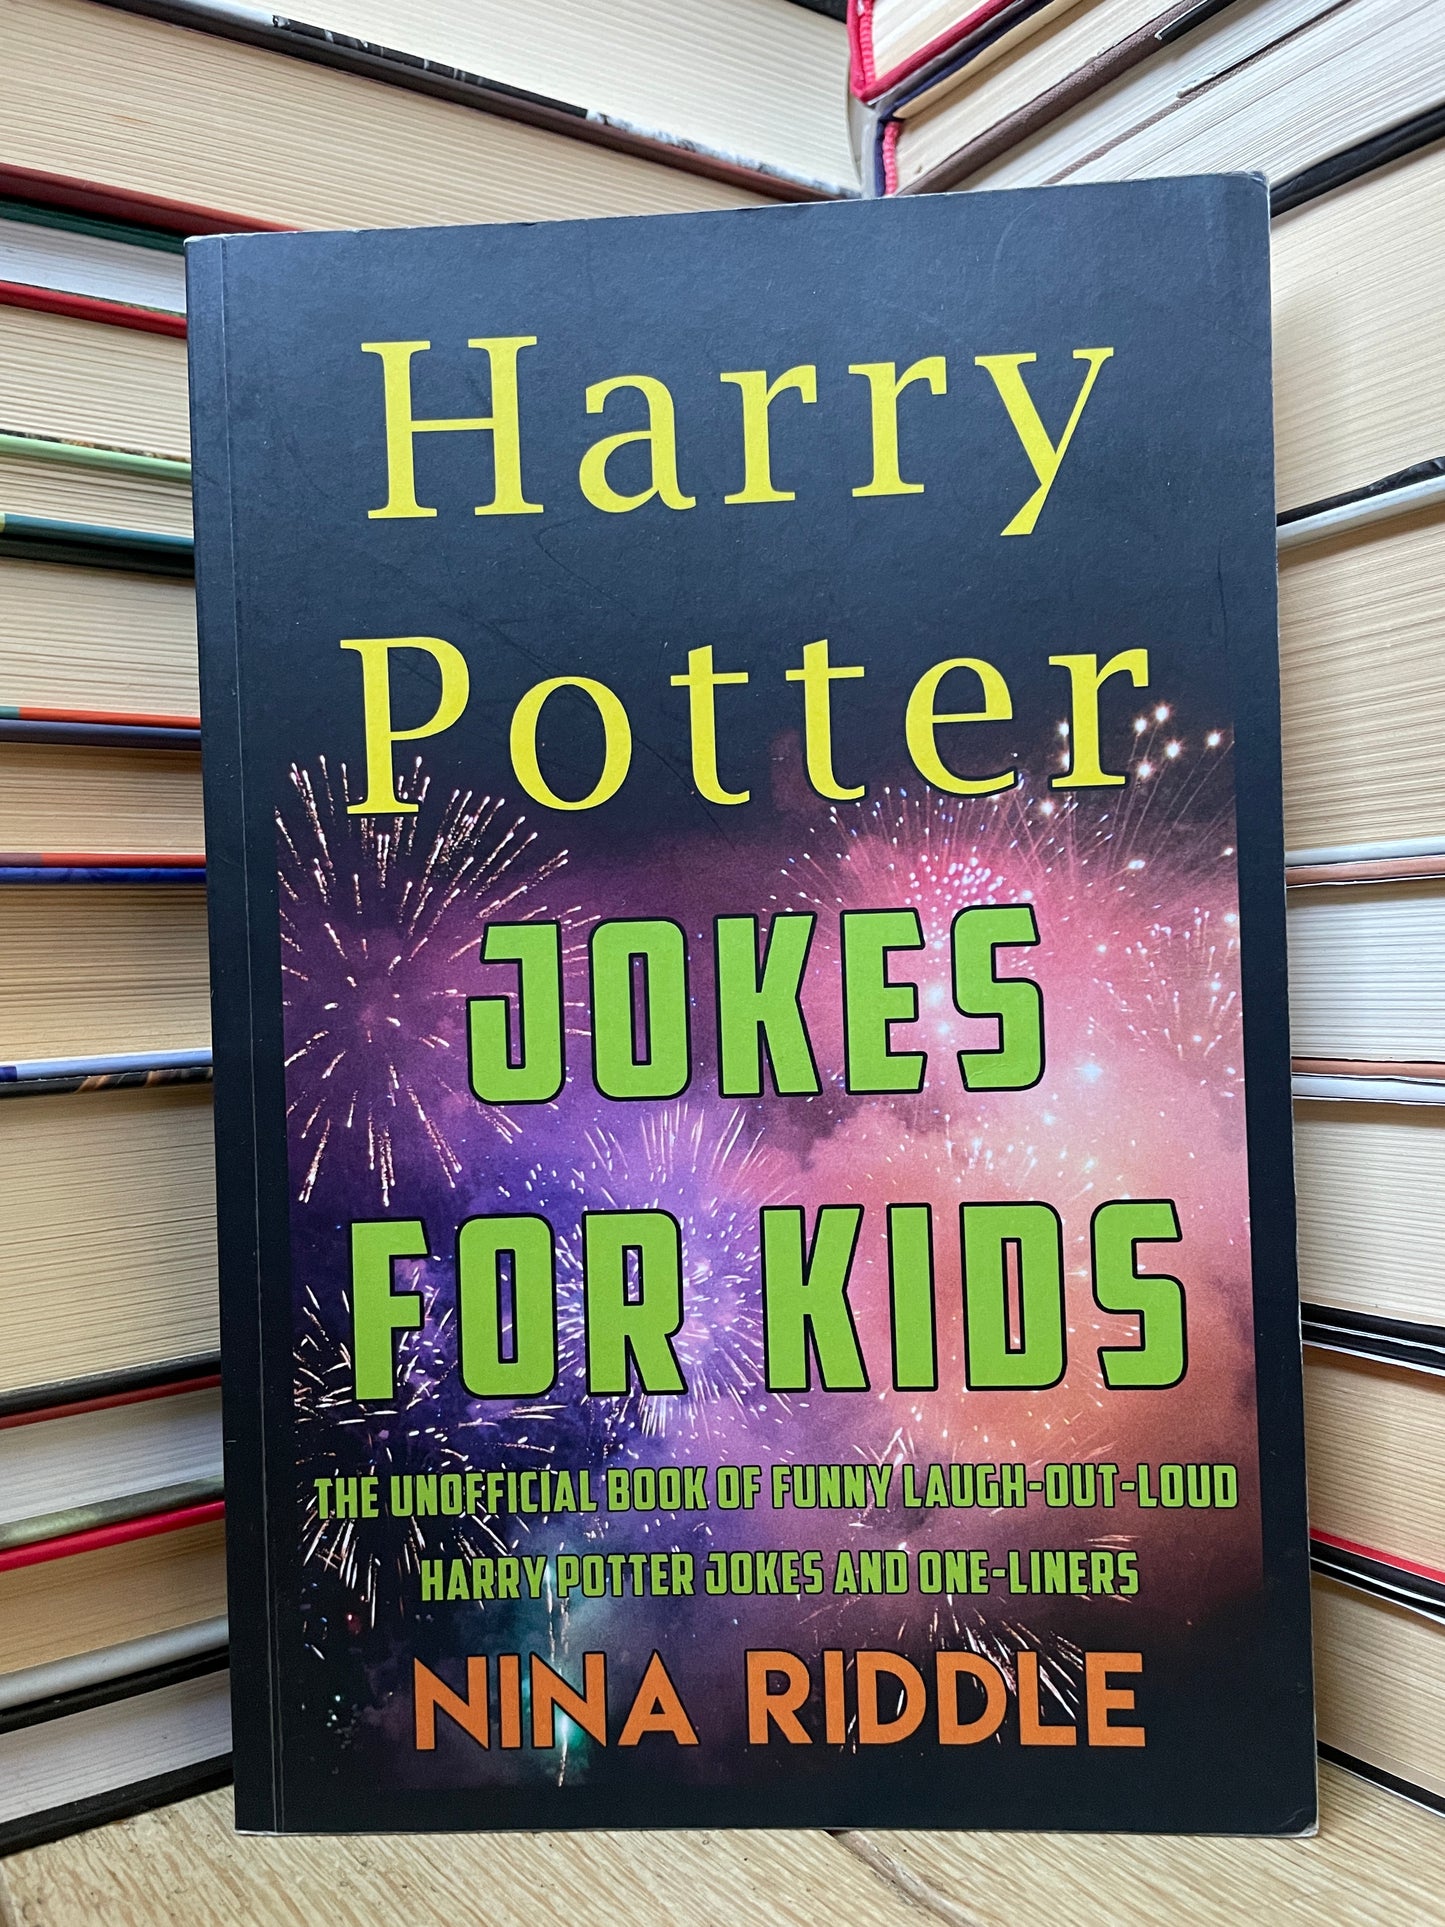 Harry
Potter
JOKES
FOR KIDS
THE UNOFFICIAL BOOK OF FUNNY LAUGH-OUT-LOUD
HARRY POTTER JOKES AND ONE-LINERS
NINA RIDDLE